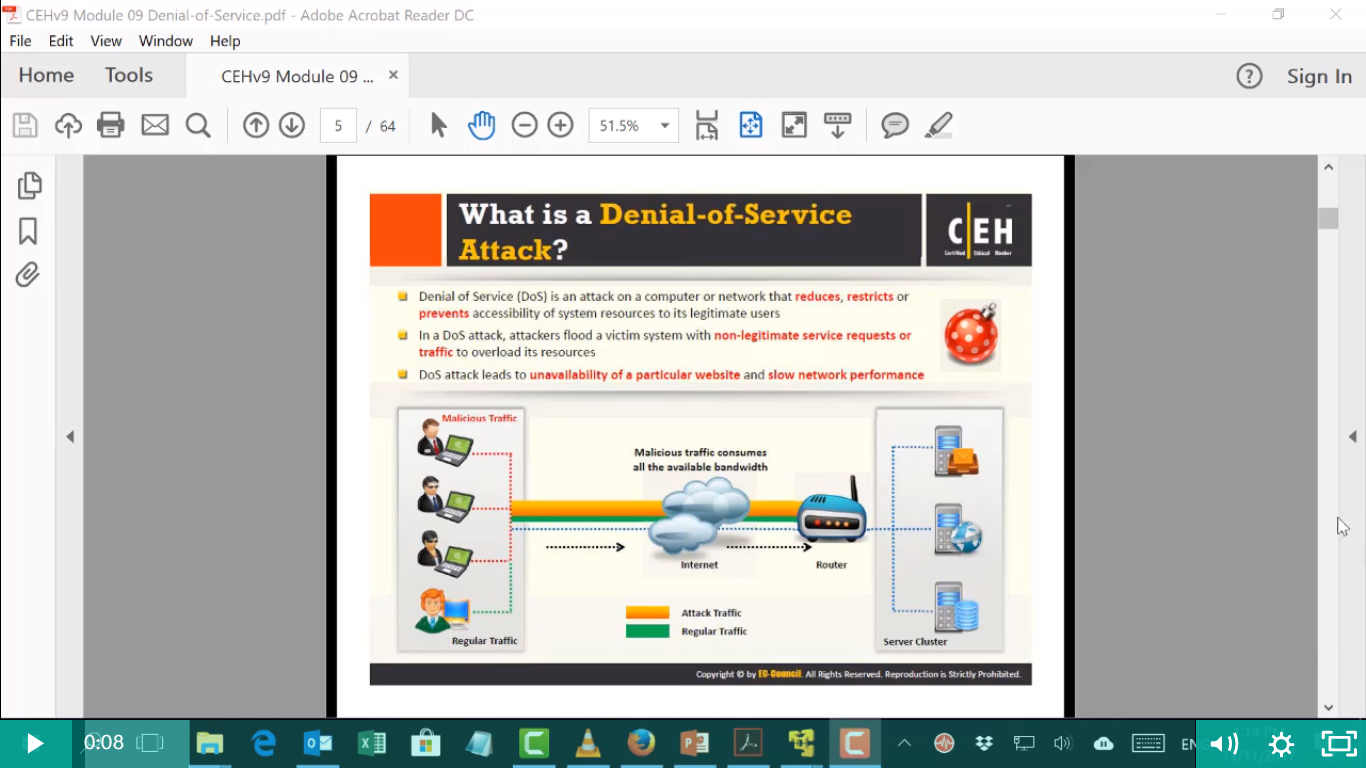 CEHv9 Module 09 Denial-of-Service.pdf - Adobe Acrobat Reader DC
File Edit View Window Help
Home Tools CEHv9 Module 09 ... × ? Sign In
5 / 64 51.5%
What is a Denial-of-Service
Attack?
C|EH
Certified Ethical Hacker
Denial of Service (DoS) is an attack on a computer or network that reduces, restricts or
prevents accessibility of system resources to its legitimate users
In a DoS attack, attackers flood a victim system with non-legitimate service requests or
traffic to overload its resources
DoS attack leads to unavailability of a particular website and slow network performance
Malicious Traffic
Malicious traffic consumes
all the available bandwidth
Internet
Router
Attack Traffic
Regular Traffic
Regular Traffic
Server Cluster
Copyright © by EC-Council. All Rights Reserved. Reproduction is Strictly Prohibited.
0:08